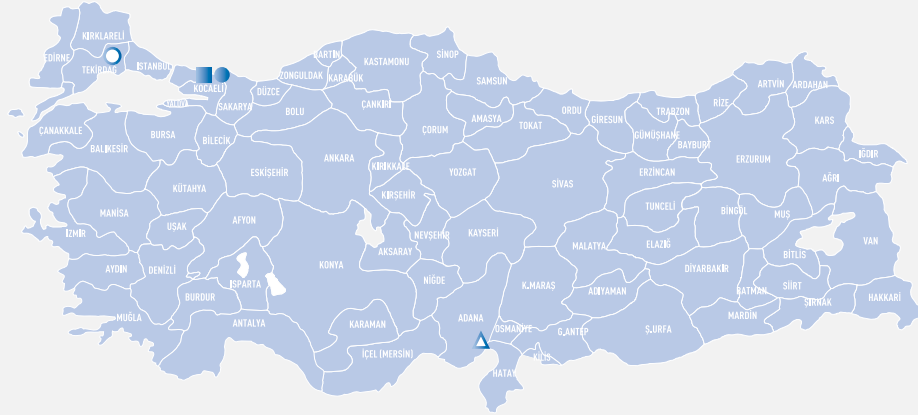 KIRKLARELİ
EDİRNE
TEKİRDAĞ
İSTANBUL
KOCAELİ
YALOVA
SAKARYA
DÜZCE
ZONGULDAK
BARTIN
KARABÜK
KASTAMONU
SİNOP
SAMSUN
BOLU
ÇANKIRI
ÇORUM
AMASYA
TOKAT
ORDU
GİRESUN
TRABZON
RİZE
ARTVİN
ARDAHAN
GÜMÜŞHANE
BAYBURT
KARS
IĞDIR
ÇANAKKALE
BALIKESİR
BURSA
BİLECİK
ESKİŞEHİR
ANKARA
KIRIKKALE
YOZGAT
SİVAS
ERZİNCAN
ERZURUM
AĞRI
KÜTAHYA
KIRŞEHİR
TUNCELİ
BİNGÖL
MUŞ
MANİSA
UŞAK
AFYON
NEVŞEHİR
KAYSERİ
MALATYA
ELAZIĞ
VAN
İZMİR
AKSARAY
BİTLİS
AYDIN
DENİZLİ
KONYA
ISPARTA
NİĞDE
K.MARAŞ
ADIYAMAN
DİYARBAKIR
BATMAN
SİİRT
ŞIRNAK
HAKKARİ
BURDUR
MUĞLA
ANTALYA
KARAMAN
ADANA
OSMANİYE
G.ANTEP
Ş.URFA
MARDİN
İÇEL (MERSİN)
KİLİS
HATAY